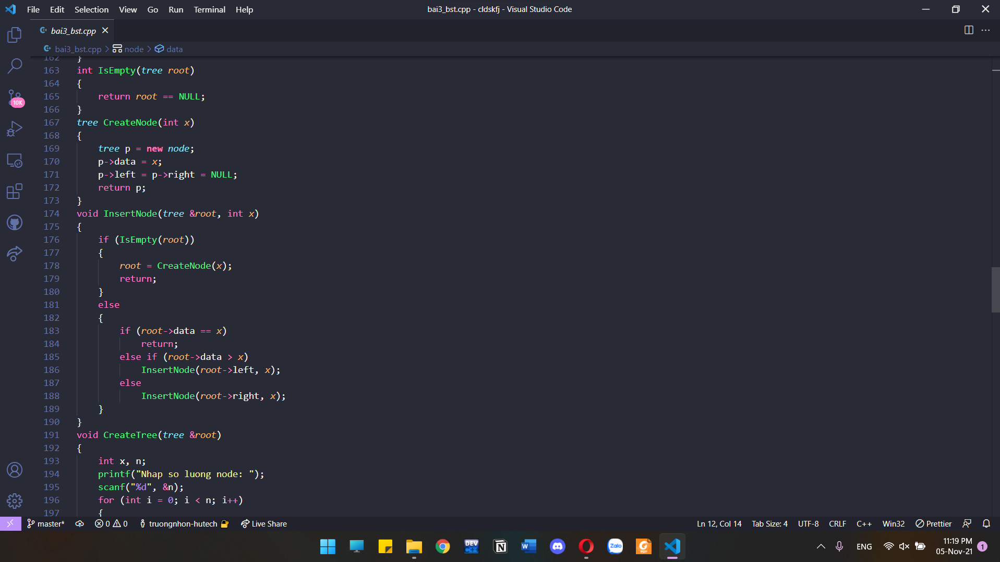 File Edit Selection View Go Run Terminal Help
bai3_bst.cpp - cldskfj - Visual Studio Code
bai3_bst.cpp
bai3_bst.cpp > node > data
162 }
163 int IsEmpty(tree root)
164 {
165     return root == NULL;
166 }
167 tree CreateNode(int x)
168 {
169     tree p = new node;
170     p->data = x;
171     p->left = p->right = NULL;
172     return p;
173 }
174 void InsertNode(tree &root, int x)
175 {
176     if (IsEmpty(root))
177     {
178         root = CreateNode(x);
179         return;
180     }
181     else
182     {
183         if (root->data == x)
184             return;
185         else if (root->data > x)
186             InsertNode(root->left, x);
187         else
188             InsertNode(root->right, x);
189     }
190 }
191 void CreateTree(tree &root)
192 {
193     int x, n;
194     printf("Nhap so luong node: ");
195     scanf("%d", &n);
196     for (int i = 0; i < n; i++)
197     {
10K
master* 0 0 truongnhon-hutech Live Share
Ln 12, Col 14 Tab Size: 4 UTF-8 CRLF C++ Win32 Prettier
DEV C++
N
W
Zalo
PDF
ENG
11:19 PM
05-Nov-21
1